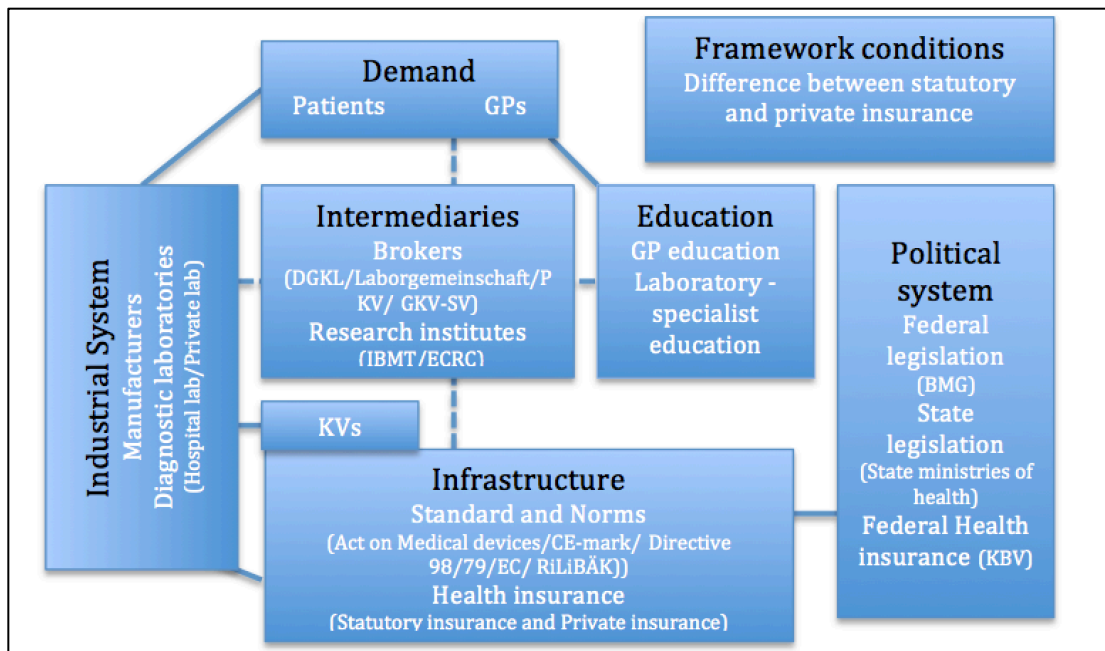 Demand
Patients GPs
Framework conditions
Difference between statutory
and private insurance
Industrial System
Manufacturers
Diagnostic laboratories
(Hospital lab/Private lab)
Intermediaries
Brokers
(DGKL/Laborgemeinschaft/P
KV/ GKV-SV)
Research institutes
(IBMT/ECRC)
Education
GP education
Laboratory -
specialist
education
Political
system
Federal
legislation
(BMG)
State
legislation
(State ministries of
health)
Federal Health
insurance (KBV)
KVs
Infrastructure
Standard and Norms
(Act on Medical devices/CE-mark/ Directive
98/79/EC/ RiLiBÄK))
Health insurance
(Statutory insurance and Private insurance)